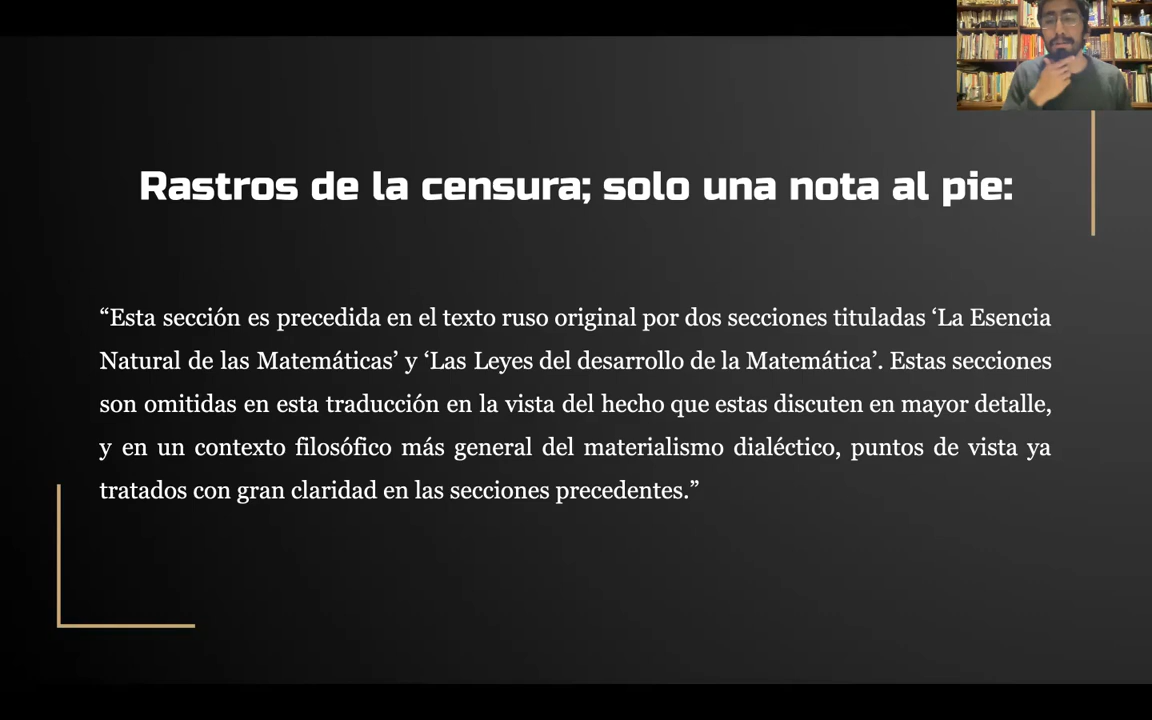 Rastros de la censura; solo una nota al pie:
“Esta sección es precedida en el texto ruso original por dos secciones tituladas ‘La Esencia
Natural de las Matemáticas’ y ‘Las Leyes del desarrollo de la Matemática’. Estas secciones
son omitidas en esta traducción en la vista del hecho que estas discuten en mayor detalle,
y en un contexto filosófico más general del materialismo dialéctico, puntos de vista ya
tratados con gran claridad en las secciones precedentes.”